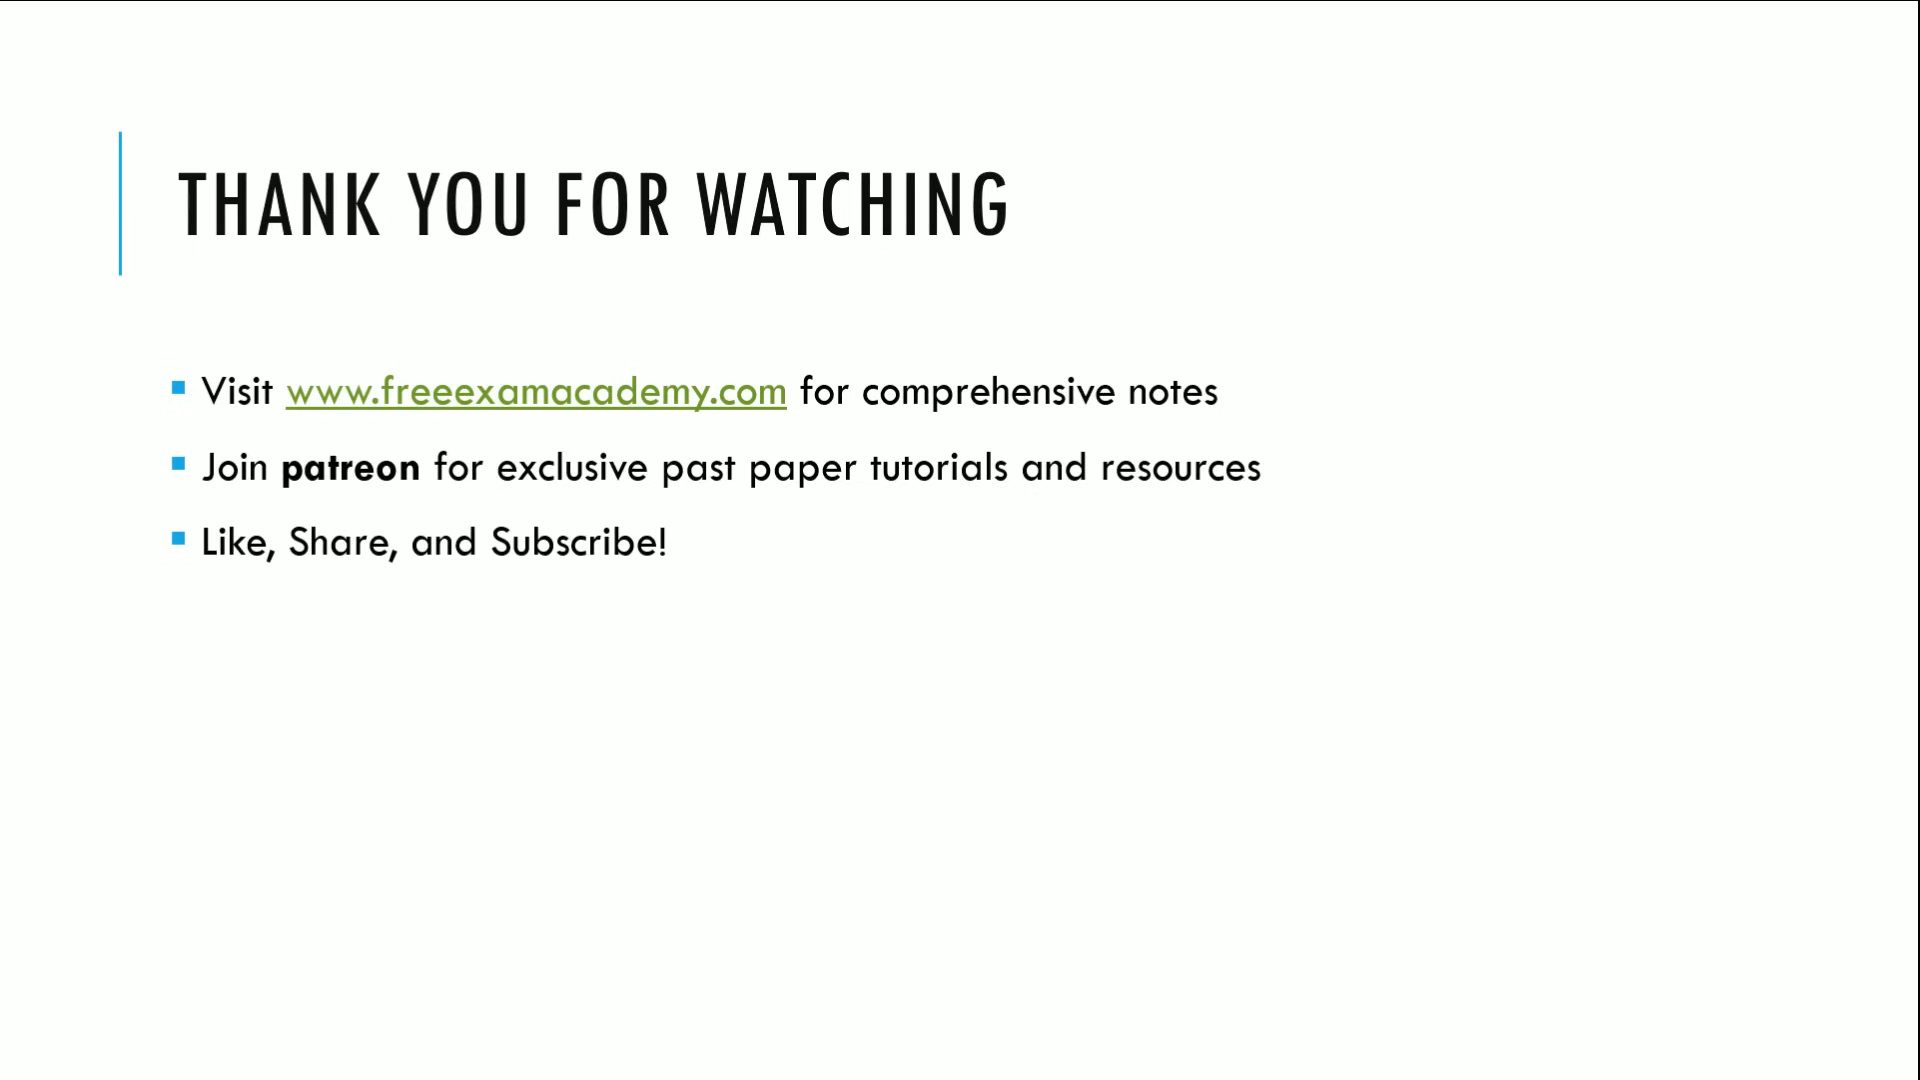 THANK YOU FOR WATCHING
▪ Visit www.freeexamacademy.com for comprehensive notes
▪ Join patreon for exclusive past paper tutorials and resources
▪ Like, Share, and Subscribe!